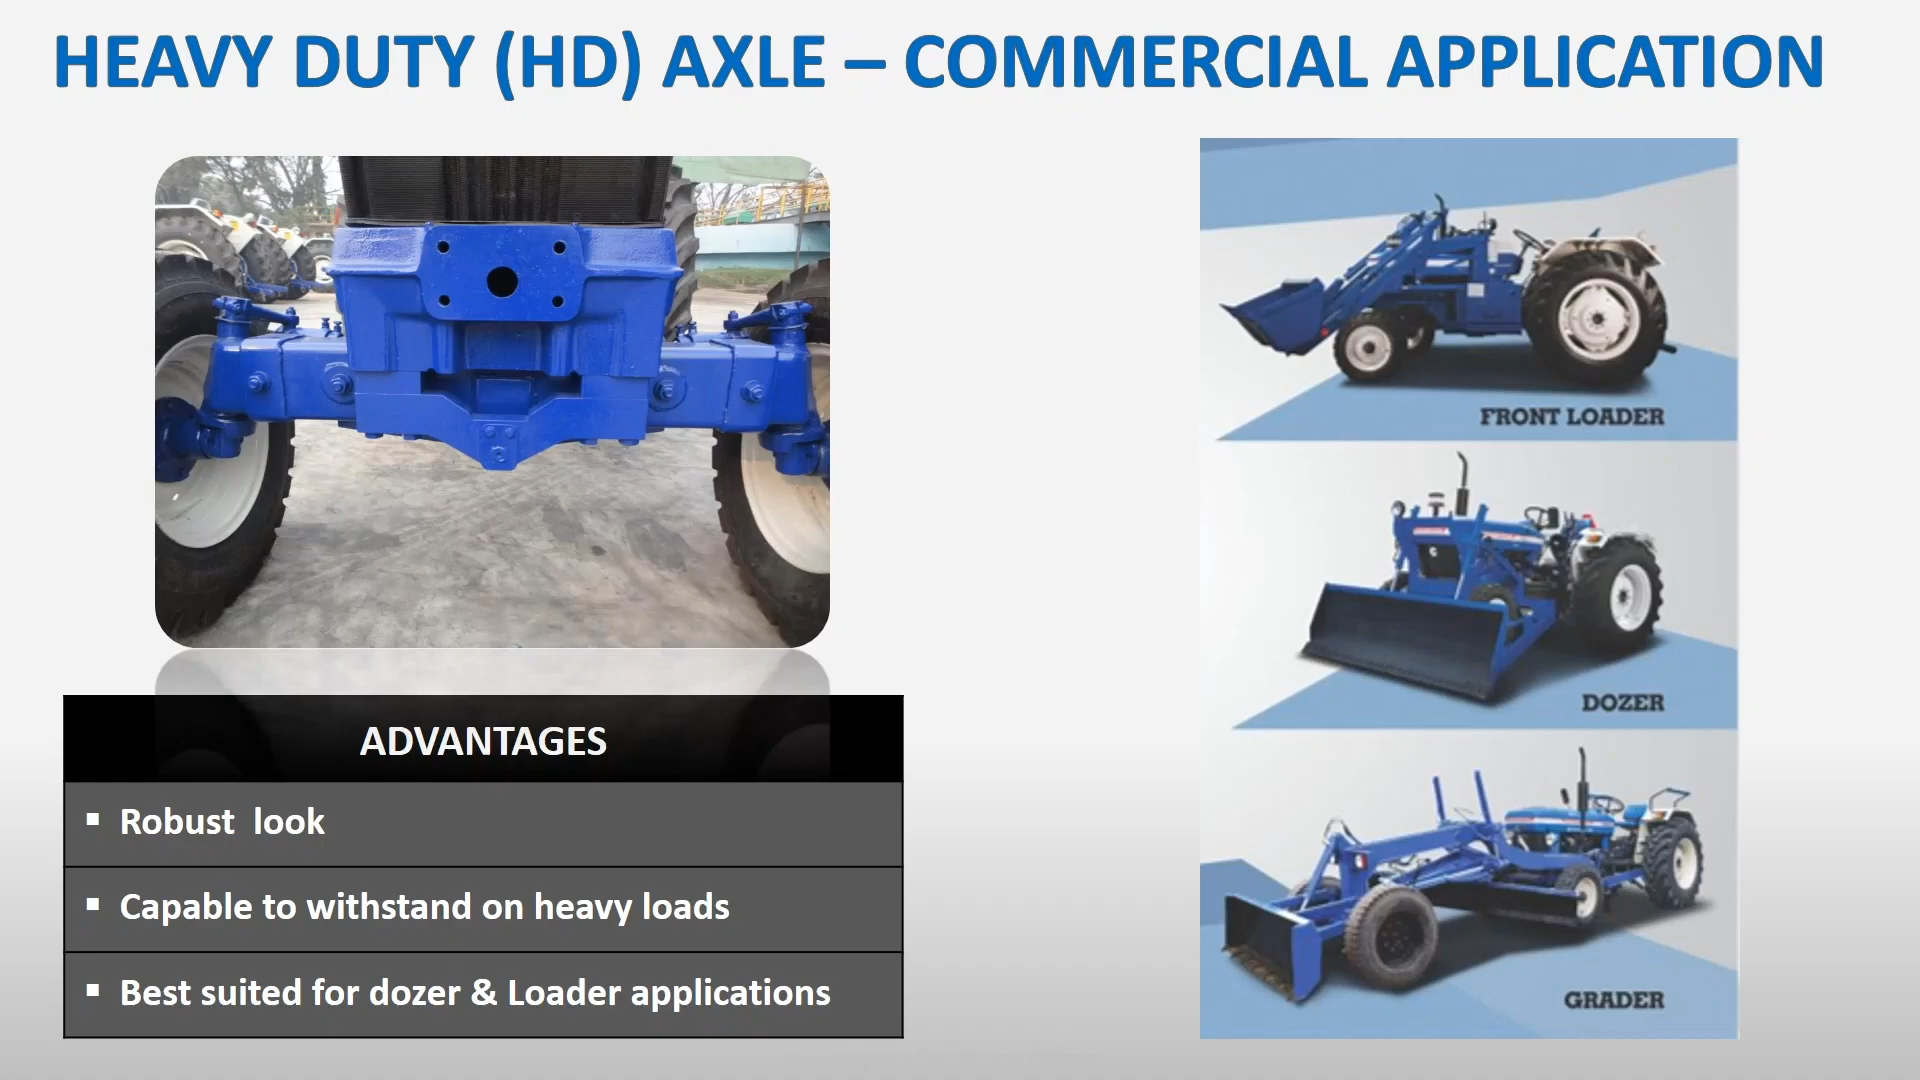 HEAVY DUTY (HD) AXLE – COMMERCIAL APPLICATION
FRONT LOADER
DOZER
GRADER
ADVANTAGES
▪ Robust look
▪ Capable to withstand on heavy loads
▪ Best suited for dozer & Loader applications